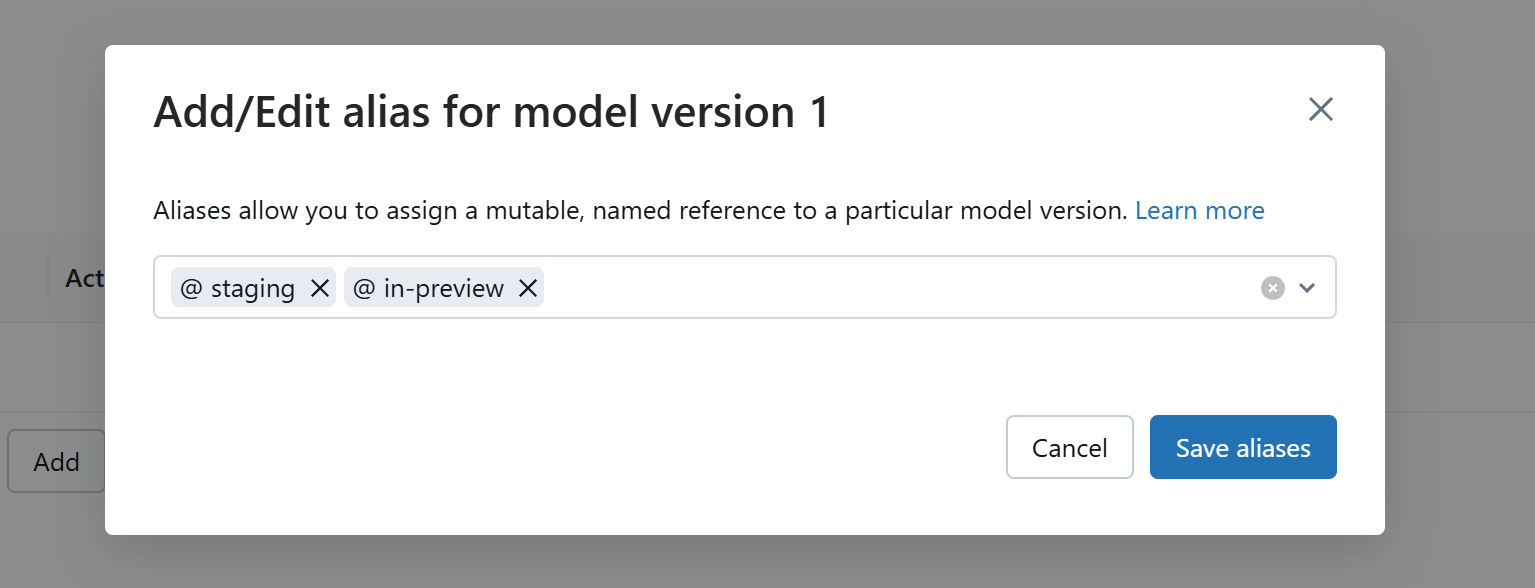 Add/Edit alias for model version 1
Aliases allow you to assign a mutable, named reference to a particular model version. Learn more
@ staging @ in-preview
Act
Cancel Save aliases
Add